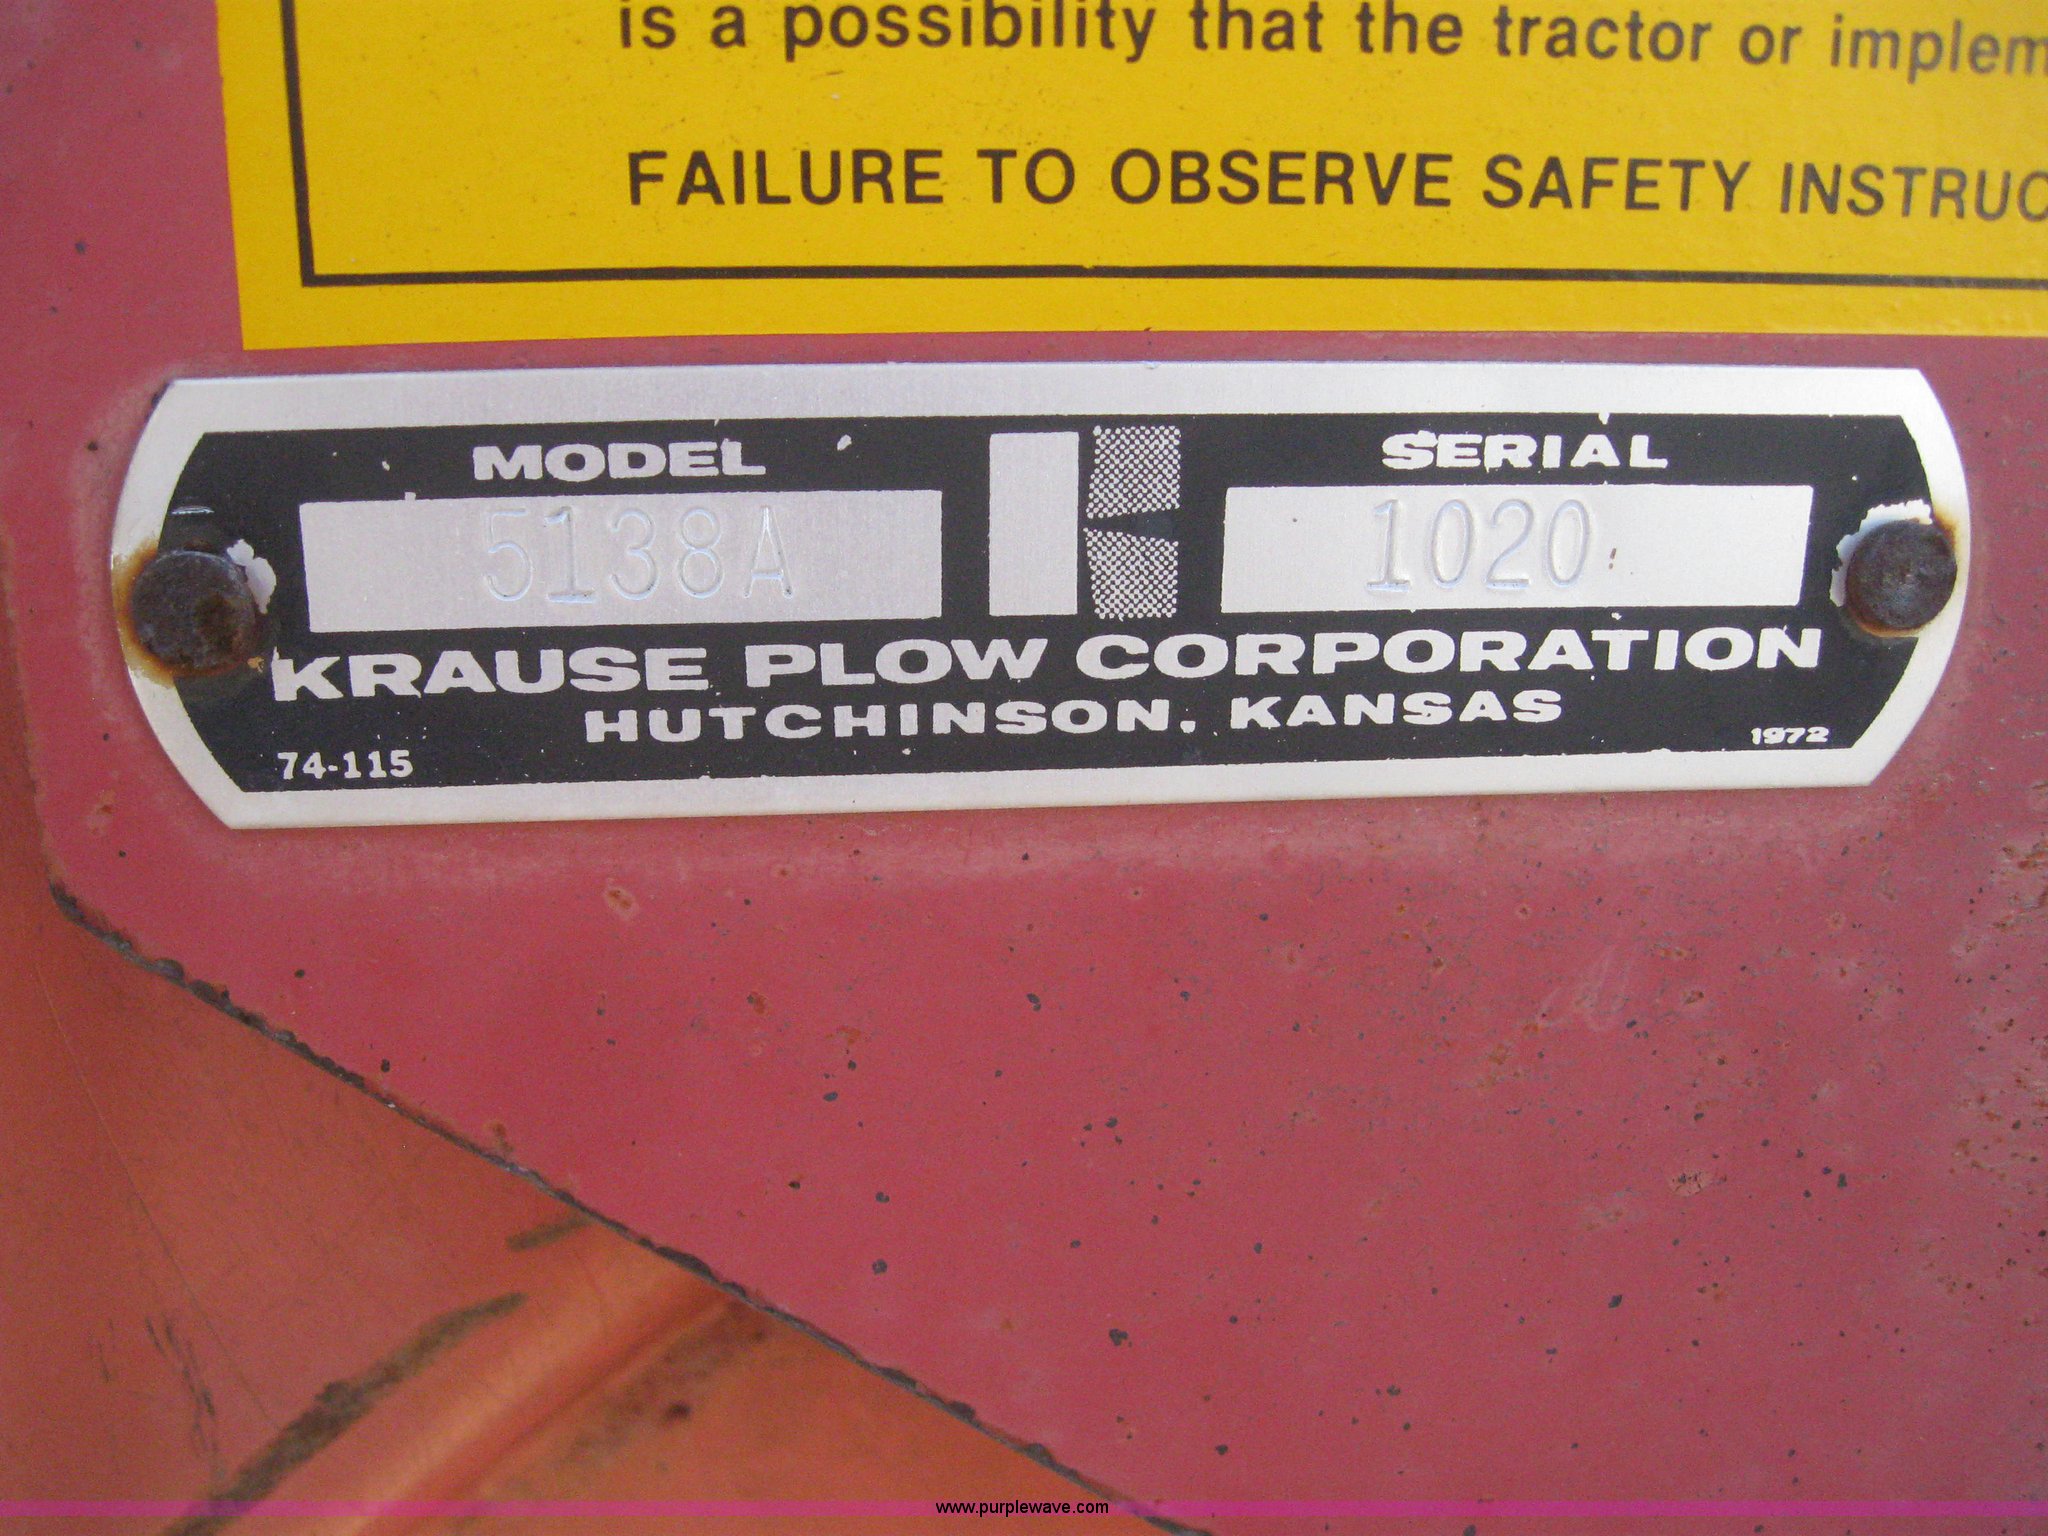 is a possibility that the tractor or implem
FAILURE TO OBSERVE SAFETY INSTRUC
MODEL SERIAL
5138A 1020
KRAUSE PLOW CORPORATION
HUTCHINSON, KANSAS
74-115 1972
www.purplewave.com